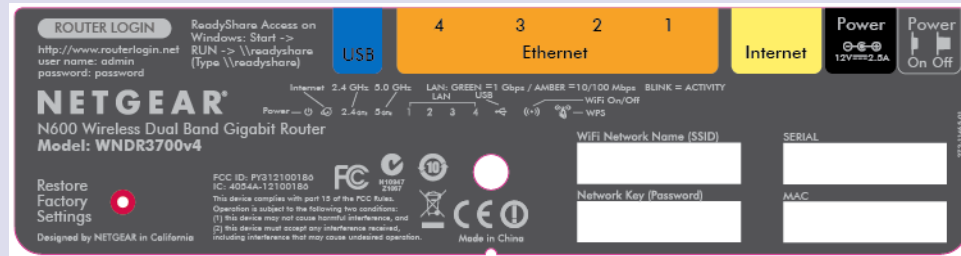 ROUTER LOGIN
http://www.routerlogin.net
user name: admin
password: password
ReadyShare Access on
Windows: Start ->
RUN -> \\readyshare
(Type \\readyshare)
USB
4 3 2 1
Ethernet
Internet
Power
12V 2.5A
Power
On Off
Internet 2.4 GHz 5.0 GHz LAN: GREEN =1 Gbps / AMBER =10/100 Mbps BLINK = ACTIVITY
LAN USB WiFi On/Off
Power 2.4GHz 5GHz 1 2 3 4 WPS
NETGEAR®
N600 Wireless Dual Band Gigabit Router
Model: WNDR3700v4
WiFi Network Name (SSID)
SERIAL
Network Key (Password)
MAC
Restore
Factory
Settings
Designed by NETGEAR in California
FCC ID: PY312100186
IC: 4054A-12100186
This device complies with part 15 of the FCC Rules.
Operation is subject to the following two conditions:
(1) this device may not cause harmful interference, and
(2) this device must accept any interference received,
including interference that may cause undesired operation.
FC
N10947
Z1087
10
CE
Made in China